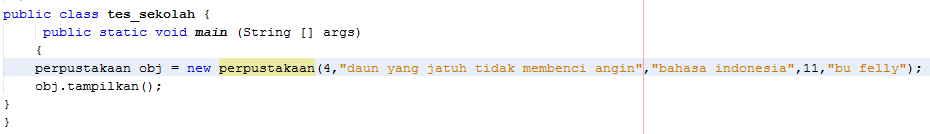 public class tes_sekolah {
public static void main (String [] args)
{
perpustakaan obj = new perpustakaan(4,"daun yang jatuh tidak membenci angin","bahasa indonesia",11,"bu felly");
obj.tampilkan();
}
}